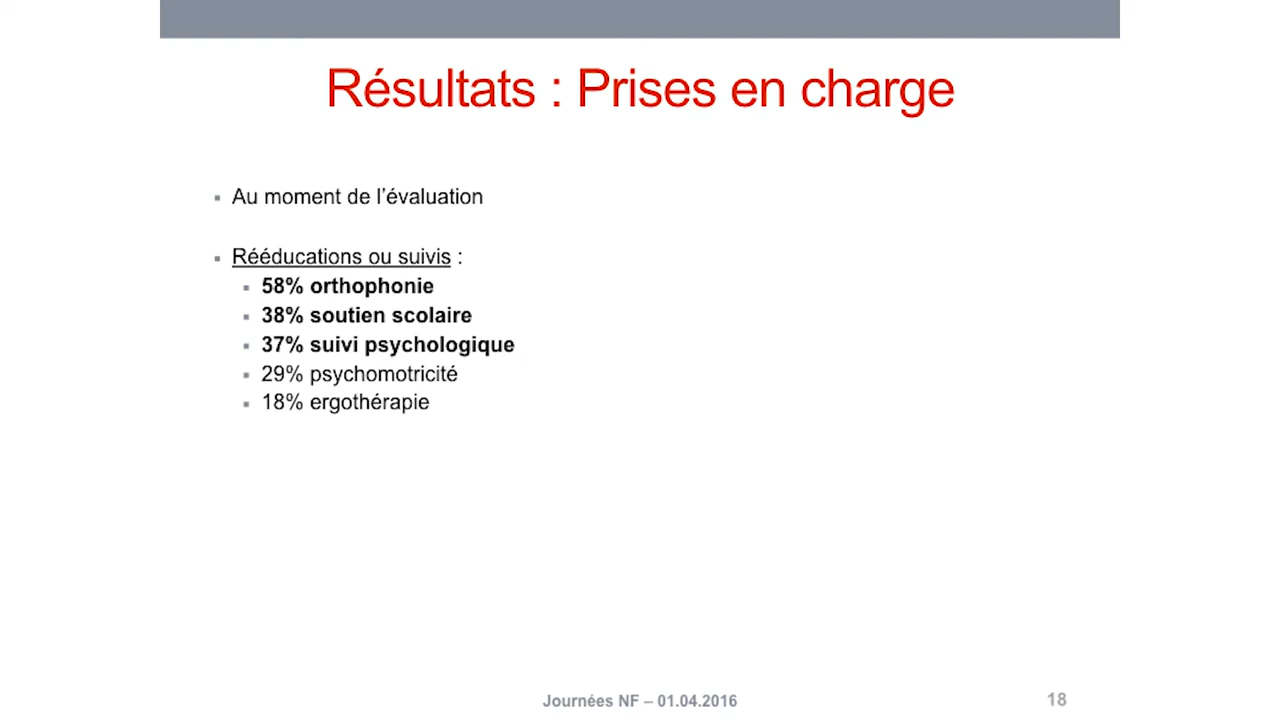 Résultats : Prises en charge
Au moment de l’évaluation
Rééducations ou suivis :
58% orthophonie
38% soutien scolaire
37% suivi psychologique
29% psychomotricité
18% ergothérapie
Journées NF – 01.04.2016
18